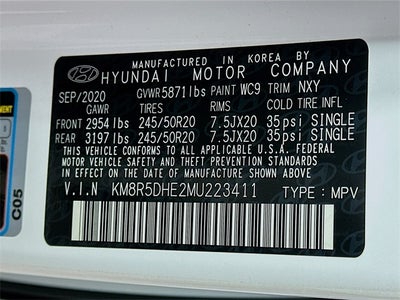 MANUFACTURED IN KOREA BY
HYUNDAI MOTOR COMPANY
SEP/2020 GVWR5871lbs PAINT WC9 TRIM NXY
GAWR TIRES RIMS COLD TIRE INFL
FRONT 2954 lbs 245/50R20 7.5JX20 35psi SINGLE
REAR 3197 lbs 245/50R20 7.5JX20 35psi SINGLE
THIS VEHICLE CONFORMS TO ALL APPLICABLE U.S.A. FEDERAL
MOTOR VEHICLE SAFETY AND THEFT PREVENTION STANDARDS
IN EFFECT ON THE DATE OF MANUFACTURE SHOWN ABOVE.
V.I.N KM8R5DHE2MU223411 TYPE: MPV
C05